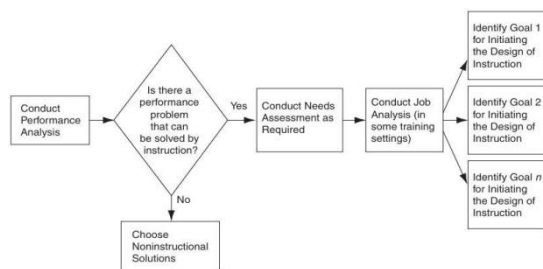 Conduct
Performance
Analysis
Is there a
performance
problem
that can
be solved by
instruction?
Yes
No
Choose
Noninstructional
Solutions
Conduct Needs
Assessment as
Required
Conduct Job
Analysis (in
some training
settings)
Identify Goal 1
for Initiating
the Design of
Instruction
Identify Goal 2
for Initiating
the Design of
Instruction
Identify Goal n
for Initiating
the Design of
Instruction